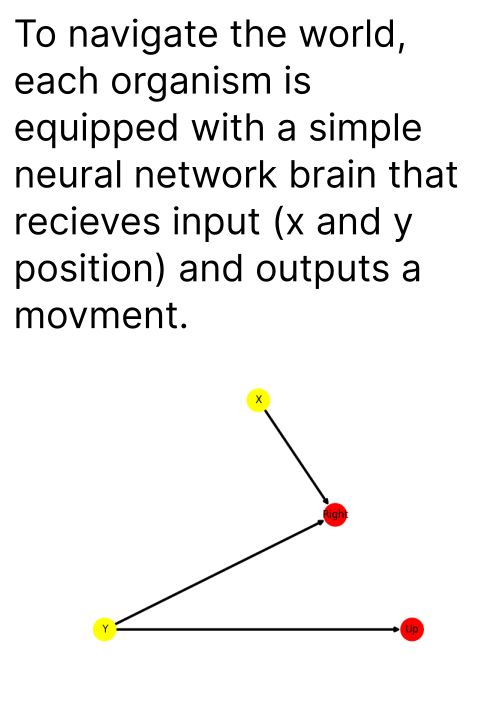 To navigate the world,
each organism is
equipped with a simple
neural network brain that
recieves input (x and y
position) and outputs a
movment.
X
Right
Y
Up